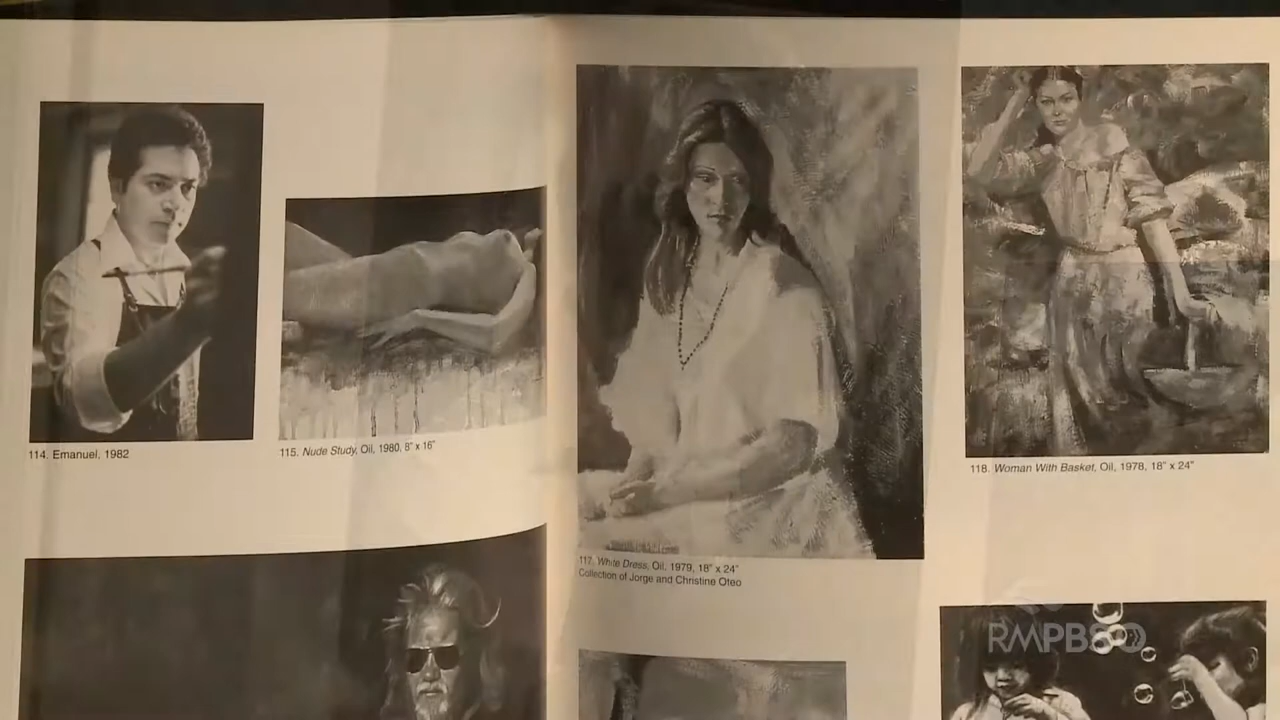 114. Emanuel, 1982
115. Nude Study, Oil, 1980, 8" x 16"
117. White Dress, Oil, 1979, 18" x 24"
Collection of Jorge and Christine Oteo
118. Woman With Basket, Oil, 1978, 18" x 24"
RMPBS